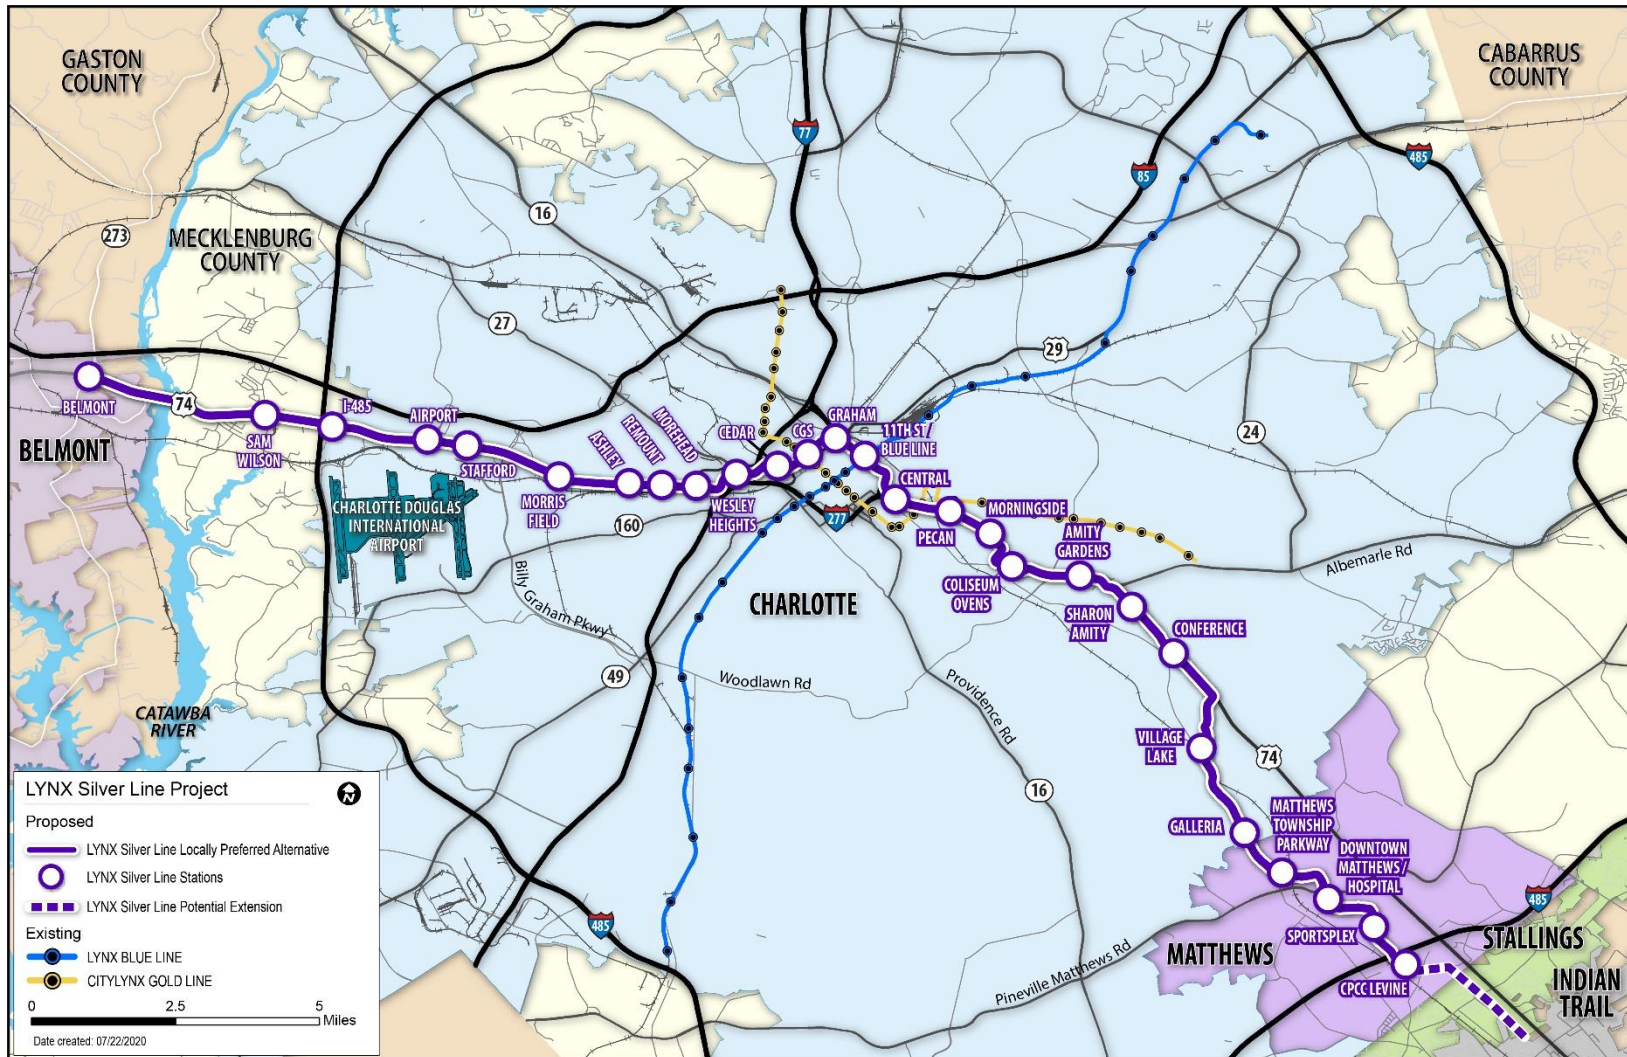 GASTON
COUNTY
CABARRUS
COUNTY
77
485
85
16
273
MECKLENBURG
COUNTY
27
29
74
BELMONT
I-485
AIRPORT
SAM
WILSON
STAFFORD
MORRIS
FIELD
ASHLEY
REMOUNT
MOREHEAD
WESLEY
HEIGHTS
CEDAR
CGS
GRAHAM
11TH ST/
BLUE LINE
CENTRAL
PECAN
MORNINGSIDE
24
BELMONT
CHARLOTTE DOUGLAS
INTERNATIONAL
AIRPORT
160
277
COLISEUM
OVENS
AMITY
GARDENS
SHARON
AMITY
CONFERENCE
Albemarle Rd
Billy Graham Pkwy
CHARLOTTE
49
Woodlawn Rd
Providence Rd
CATAWBA
RIVER
VILLAGE
LAKE
74
16
GALLERIA
MATTHEWS
TOWNSHIP
PARKWAY
DOWNTOWN
MATTHEWS/
HOSPITAL
485
485
SPORTSPLEX
STALLINGS
MATTHEWS
CPCC LEVINE
INDIAN
TRAIL
Pineville Matthews Rd
LYNX Silver Line Project
N
Proposed
LYNX Silver Line Locally Preferred Alternative
LYNX Silver Line Stations
LYNX Silver Line Potential Extension
Existing
LYNX BLUE LINE
CITYLYNX GOLD LINE
0 2.5 5
Miles
Date created: 07/22/2020